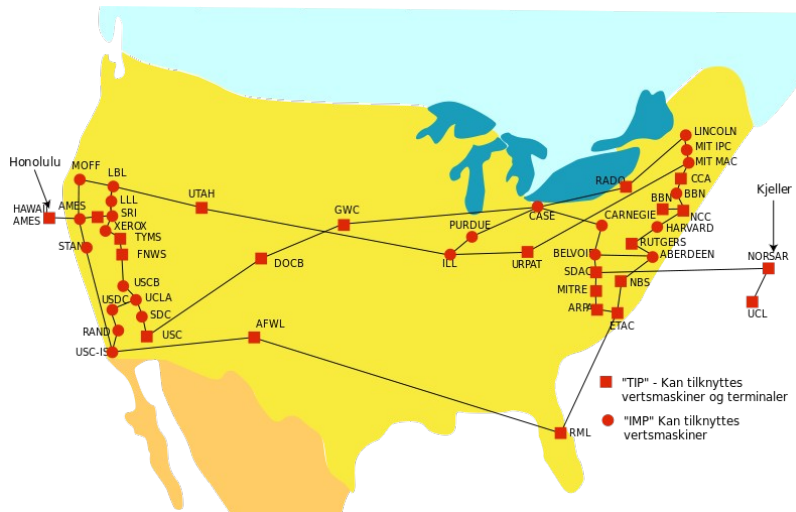 LINCOLN
MIT IPC
MIT MAC
Honolulu
MOFF
LBL
RADO
CCA
Kjeller
LLL
UTAH
BBN
BBN
HAWAI
AMES
AMES
SRI
GWC
CASE
NCC
XEROX
PURDUE
CARNEGIE
HARVARD
TYMS
STAN
RUTGERS
FNWS
DOCB
ILL
URPAT
BELVOIR
ABERDEEN
NORSAR
SDAC
USCB
NBS
MITRE
USDC
UCLA
ARPA
UCL
SDC
ETAC
RAND
USC
AFWL
USC-IS
"TIP" - Kan tilknyttes
vertsmaskiner og terminaler
"IMP" Kan tilknyttes
vertsmaskiner
RML